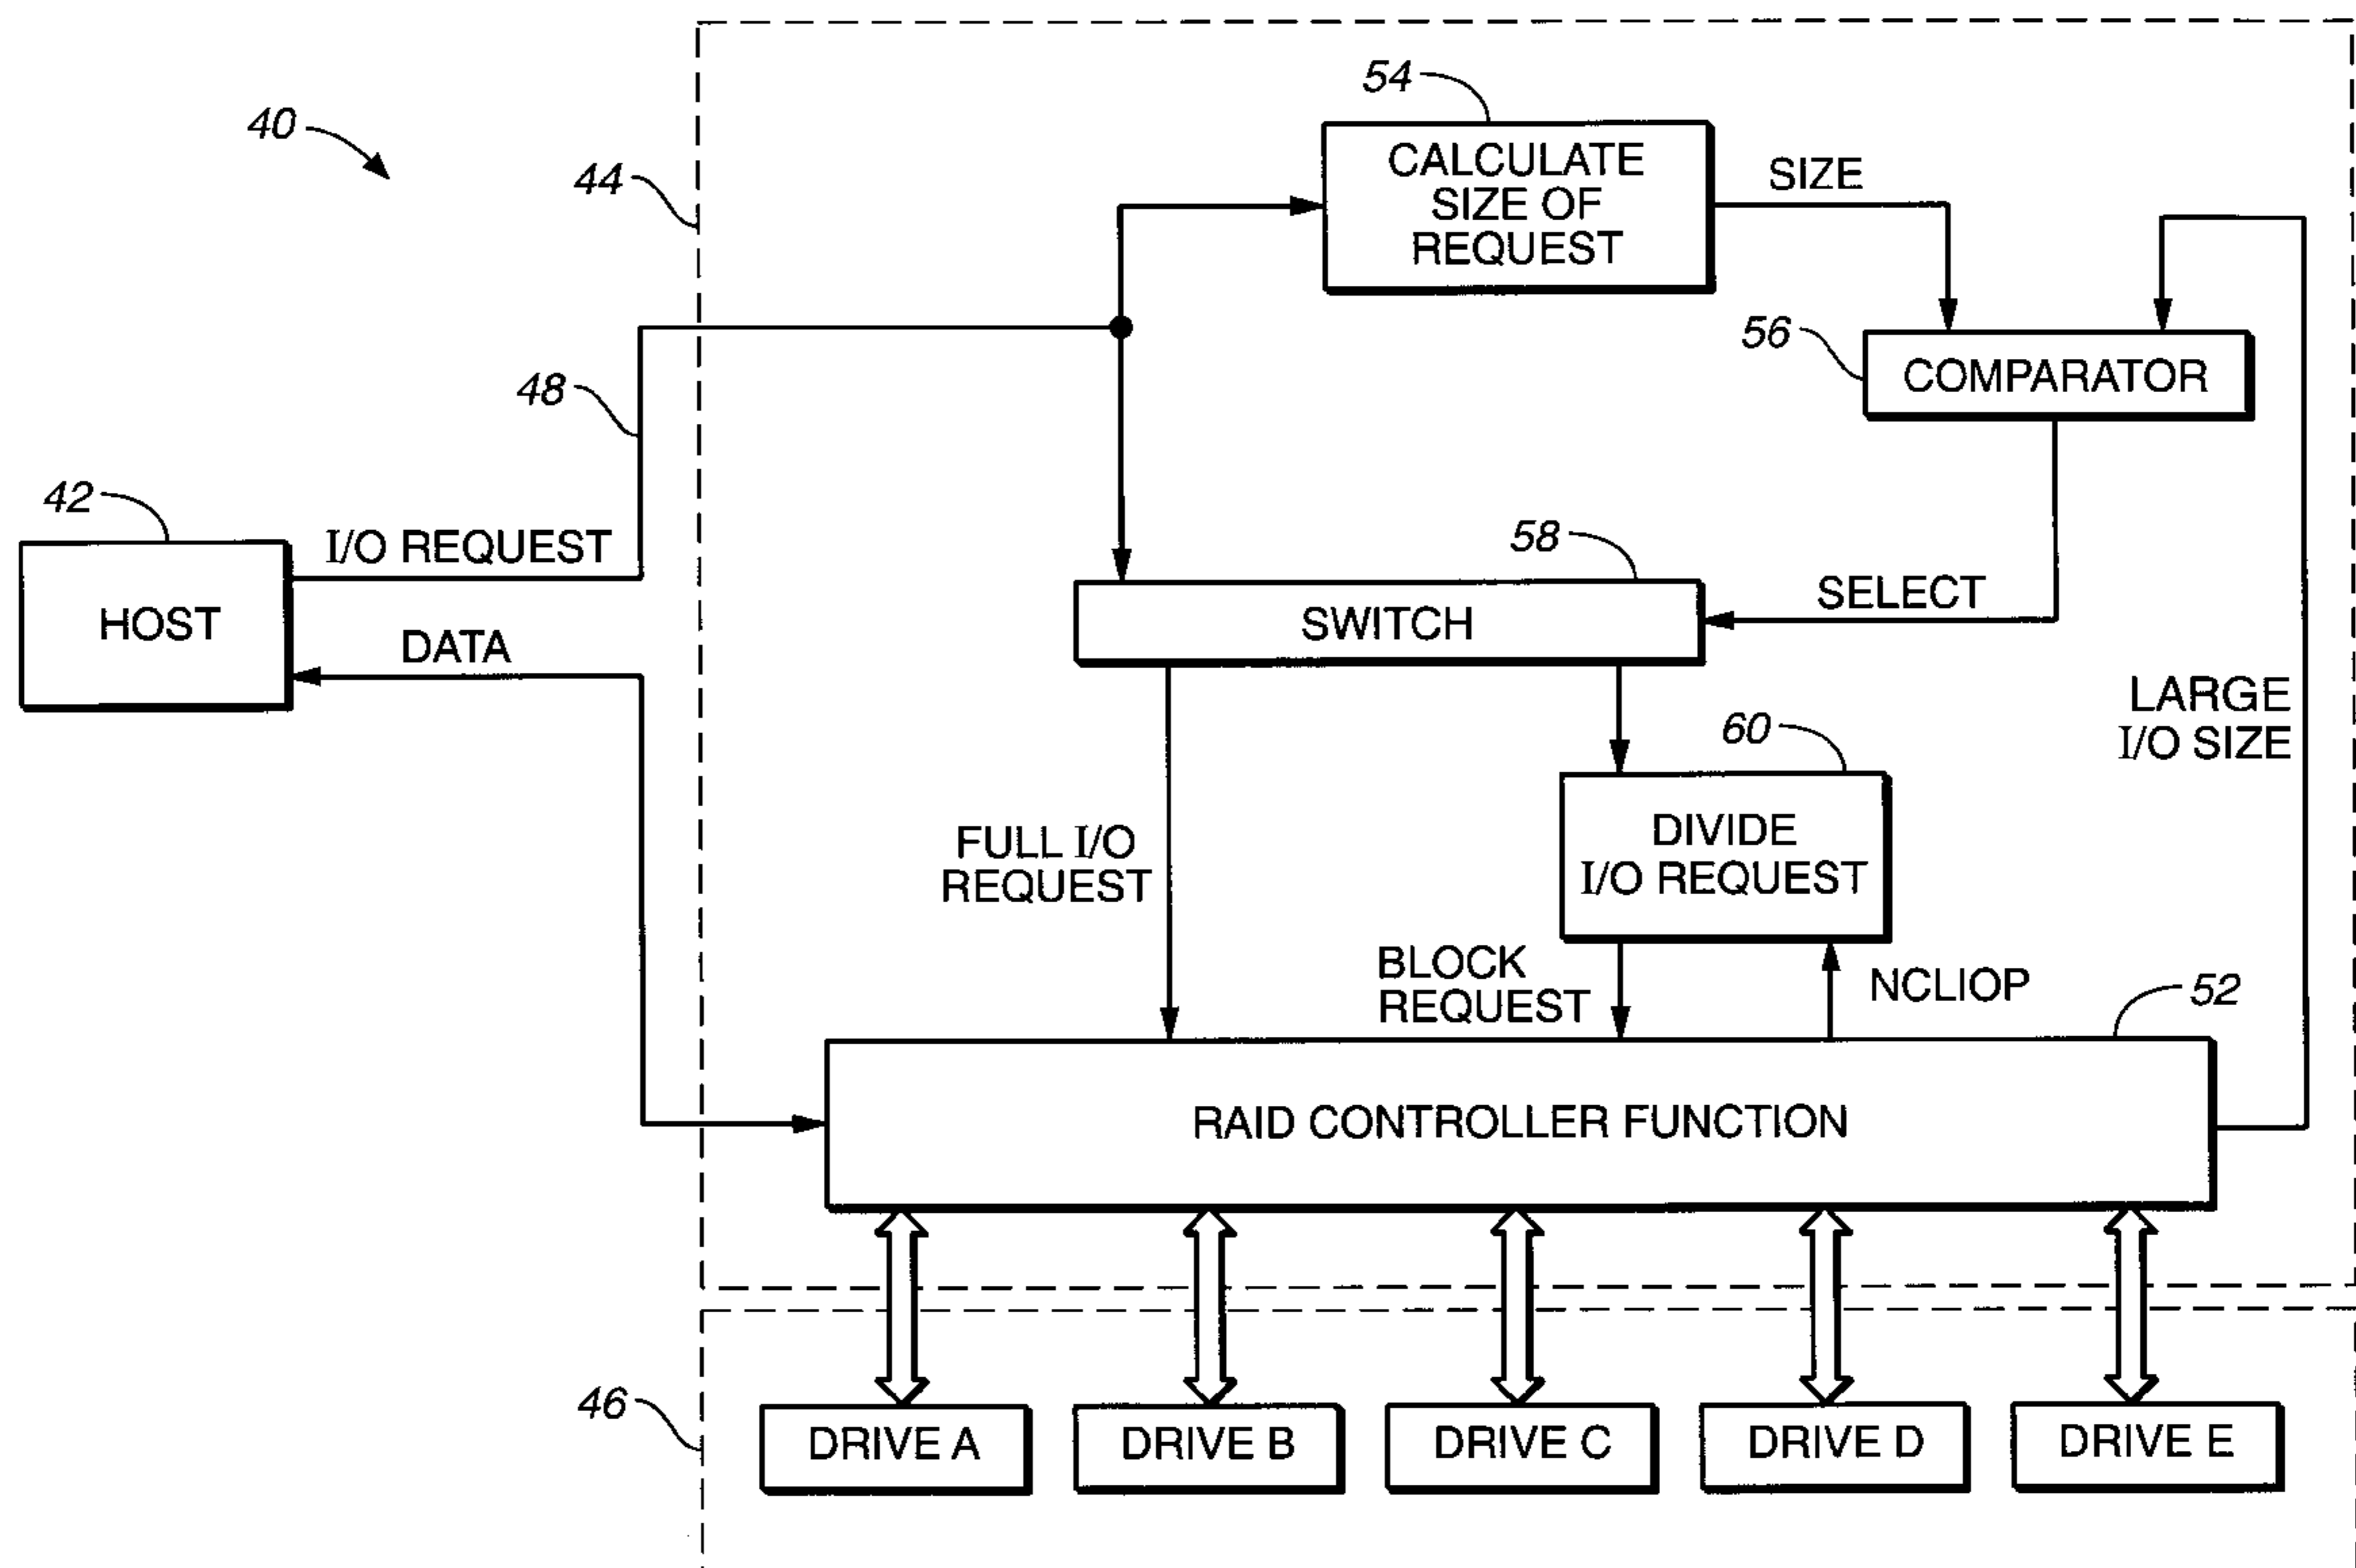 40
44
54
CALCULATE
SIZE OF
REQUEST
SIZE
56
COMPARATOR
48
42
HOST
I/O REQUEST
DATA
58
SWITCH
SELECT
LARGE
I/O SIZE
60
DIVIDE
I/O REQUEST
FULL I/O
REQUEST
BLOCK
REQUEST
NCLIOP
52
RAID CONTROLLER FUNCTION
46
DRIVE A
DRIVE B
DRIVE C
DRIVE D
DRIVE E